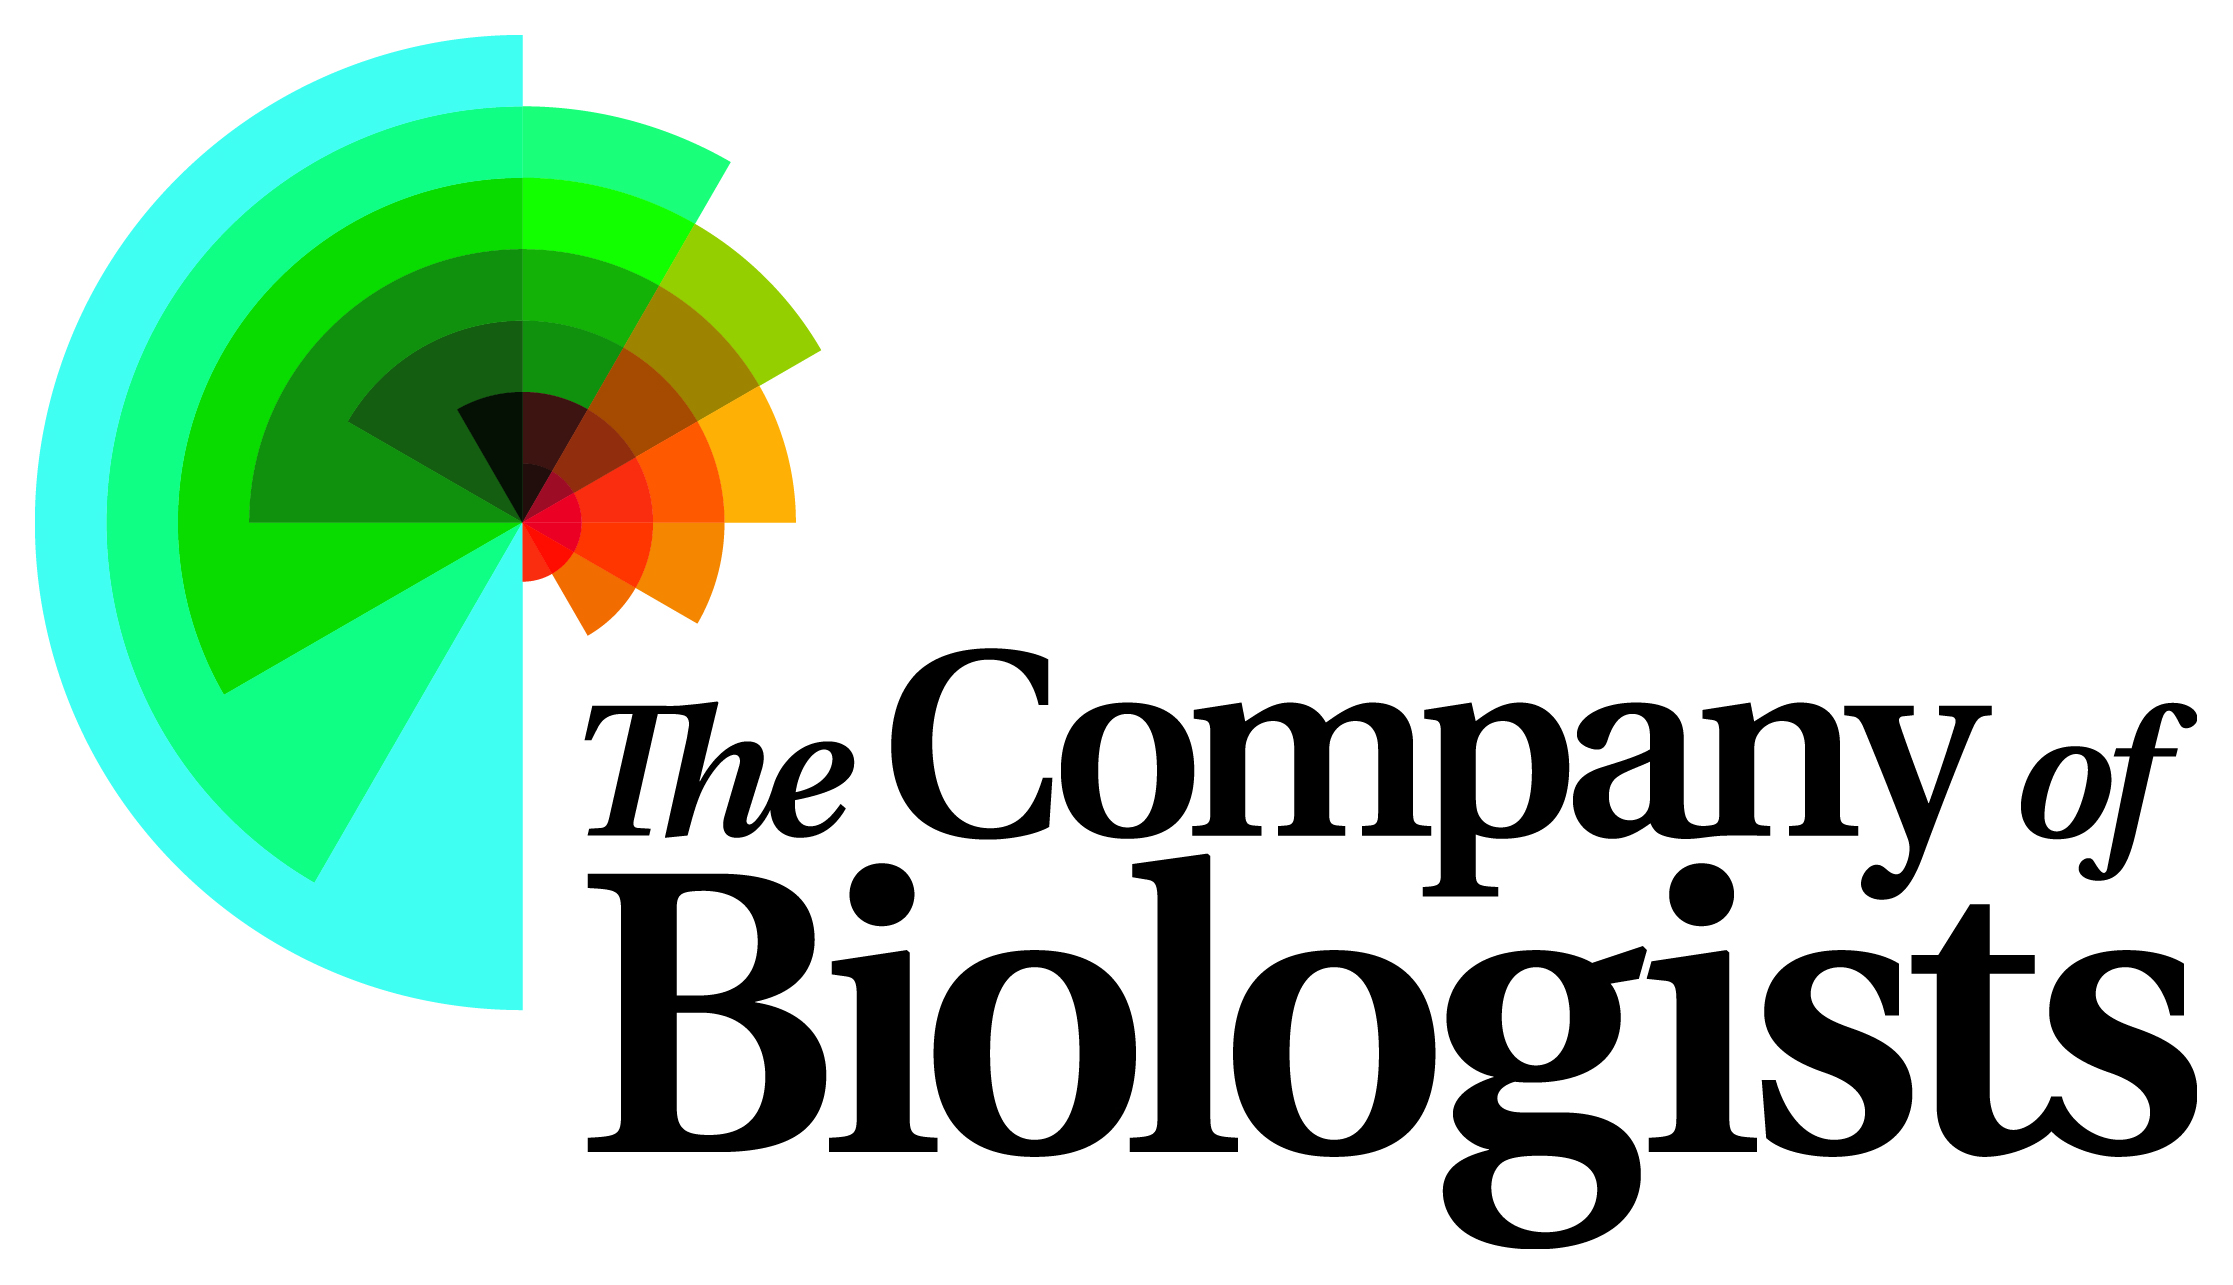 The Company of
Biologists